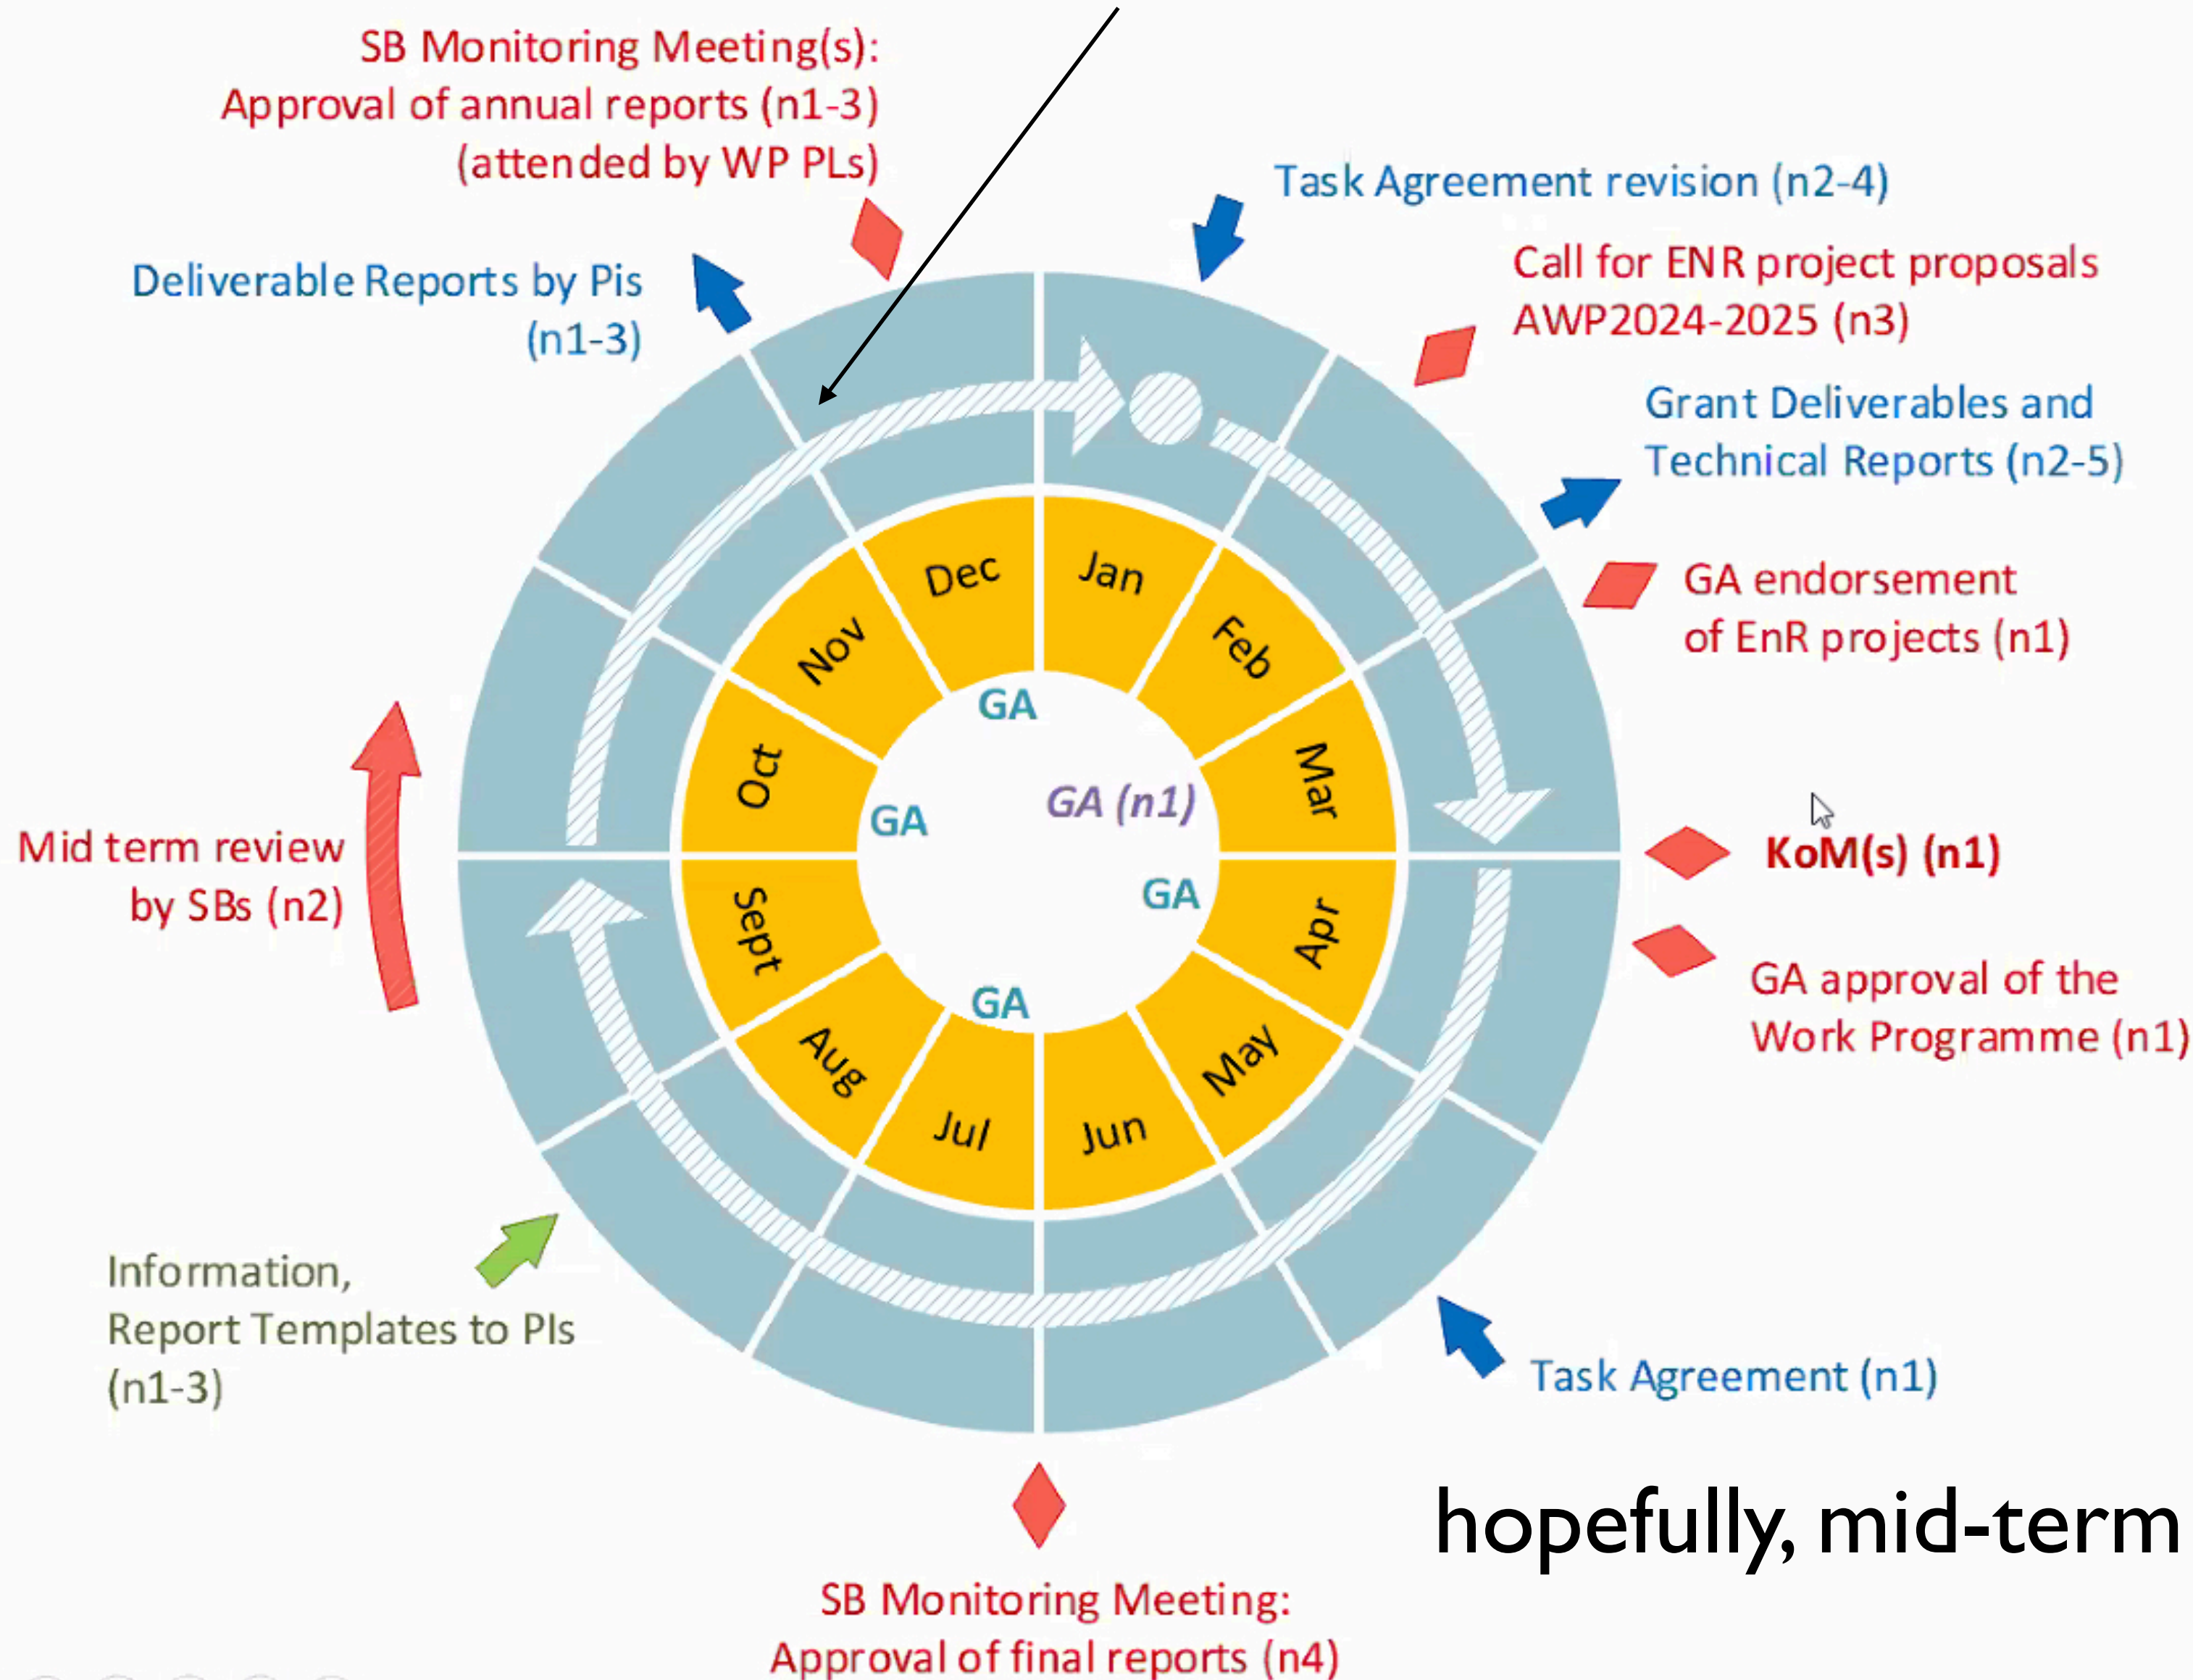 SB Monitoring Meeting(s):
Approval of annual reports (n1-3)
(attended by WP PLs)
Task Agreement revision (n2-4)
Call for ENR project proposals
AWP2024-2025 (n3)
Deliverable Reports by Pis
(n1-3)
Grant Deliverables and
Technical Reports (n2-5)
GA endorsement
of EnR projects (n1)
KoM(s) (n1)
GA approval of the
Work Programme (n1)
Task Agreement (n1)
SB Monitoring Meeting:
Approval of final reports (n4)
Information,
Report Templates to PIs
(n1-3)
Mid term review
by SBs (n2)
Jan
Feb
Mar
Apr
May
Jun
Jul
Aug
Sept
Oct
Nov
Dec
GA
GA (n1)
GA
GA
GA
hopefully, mid-term